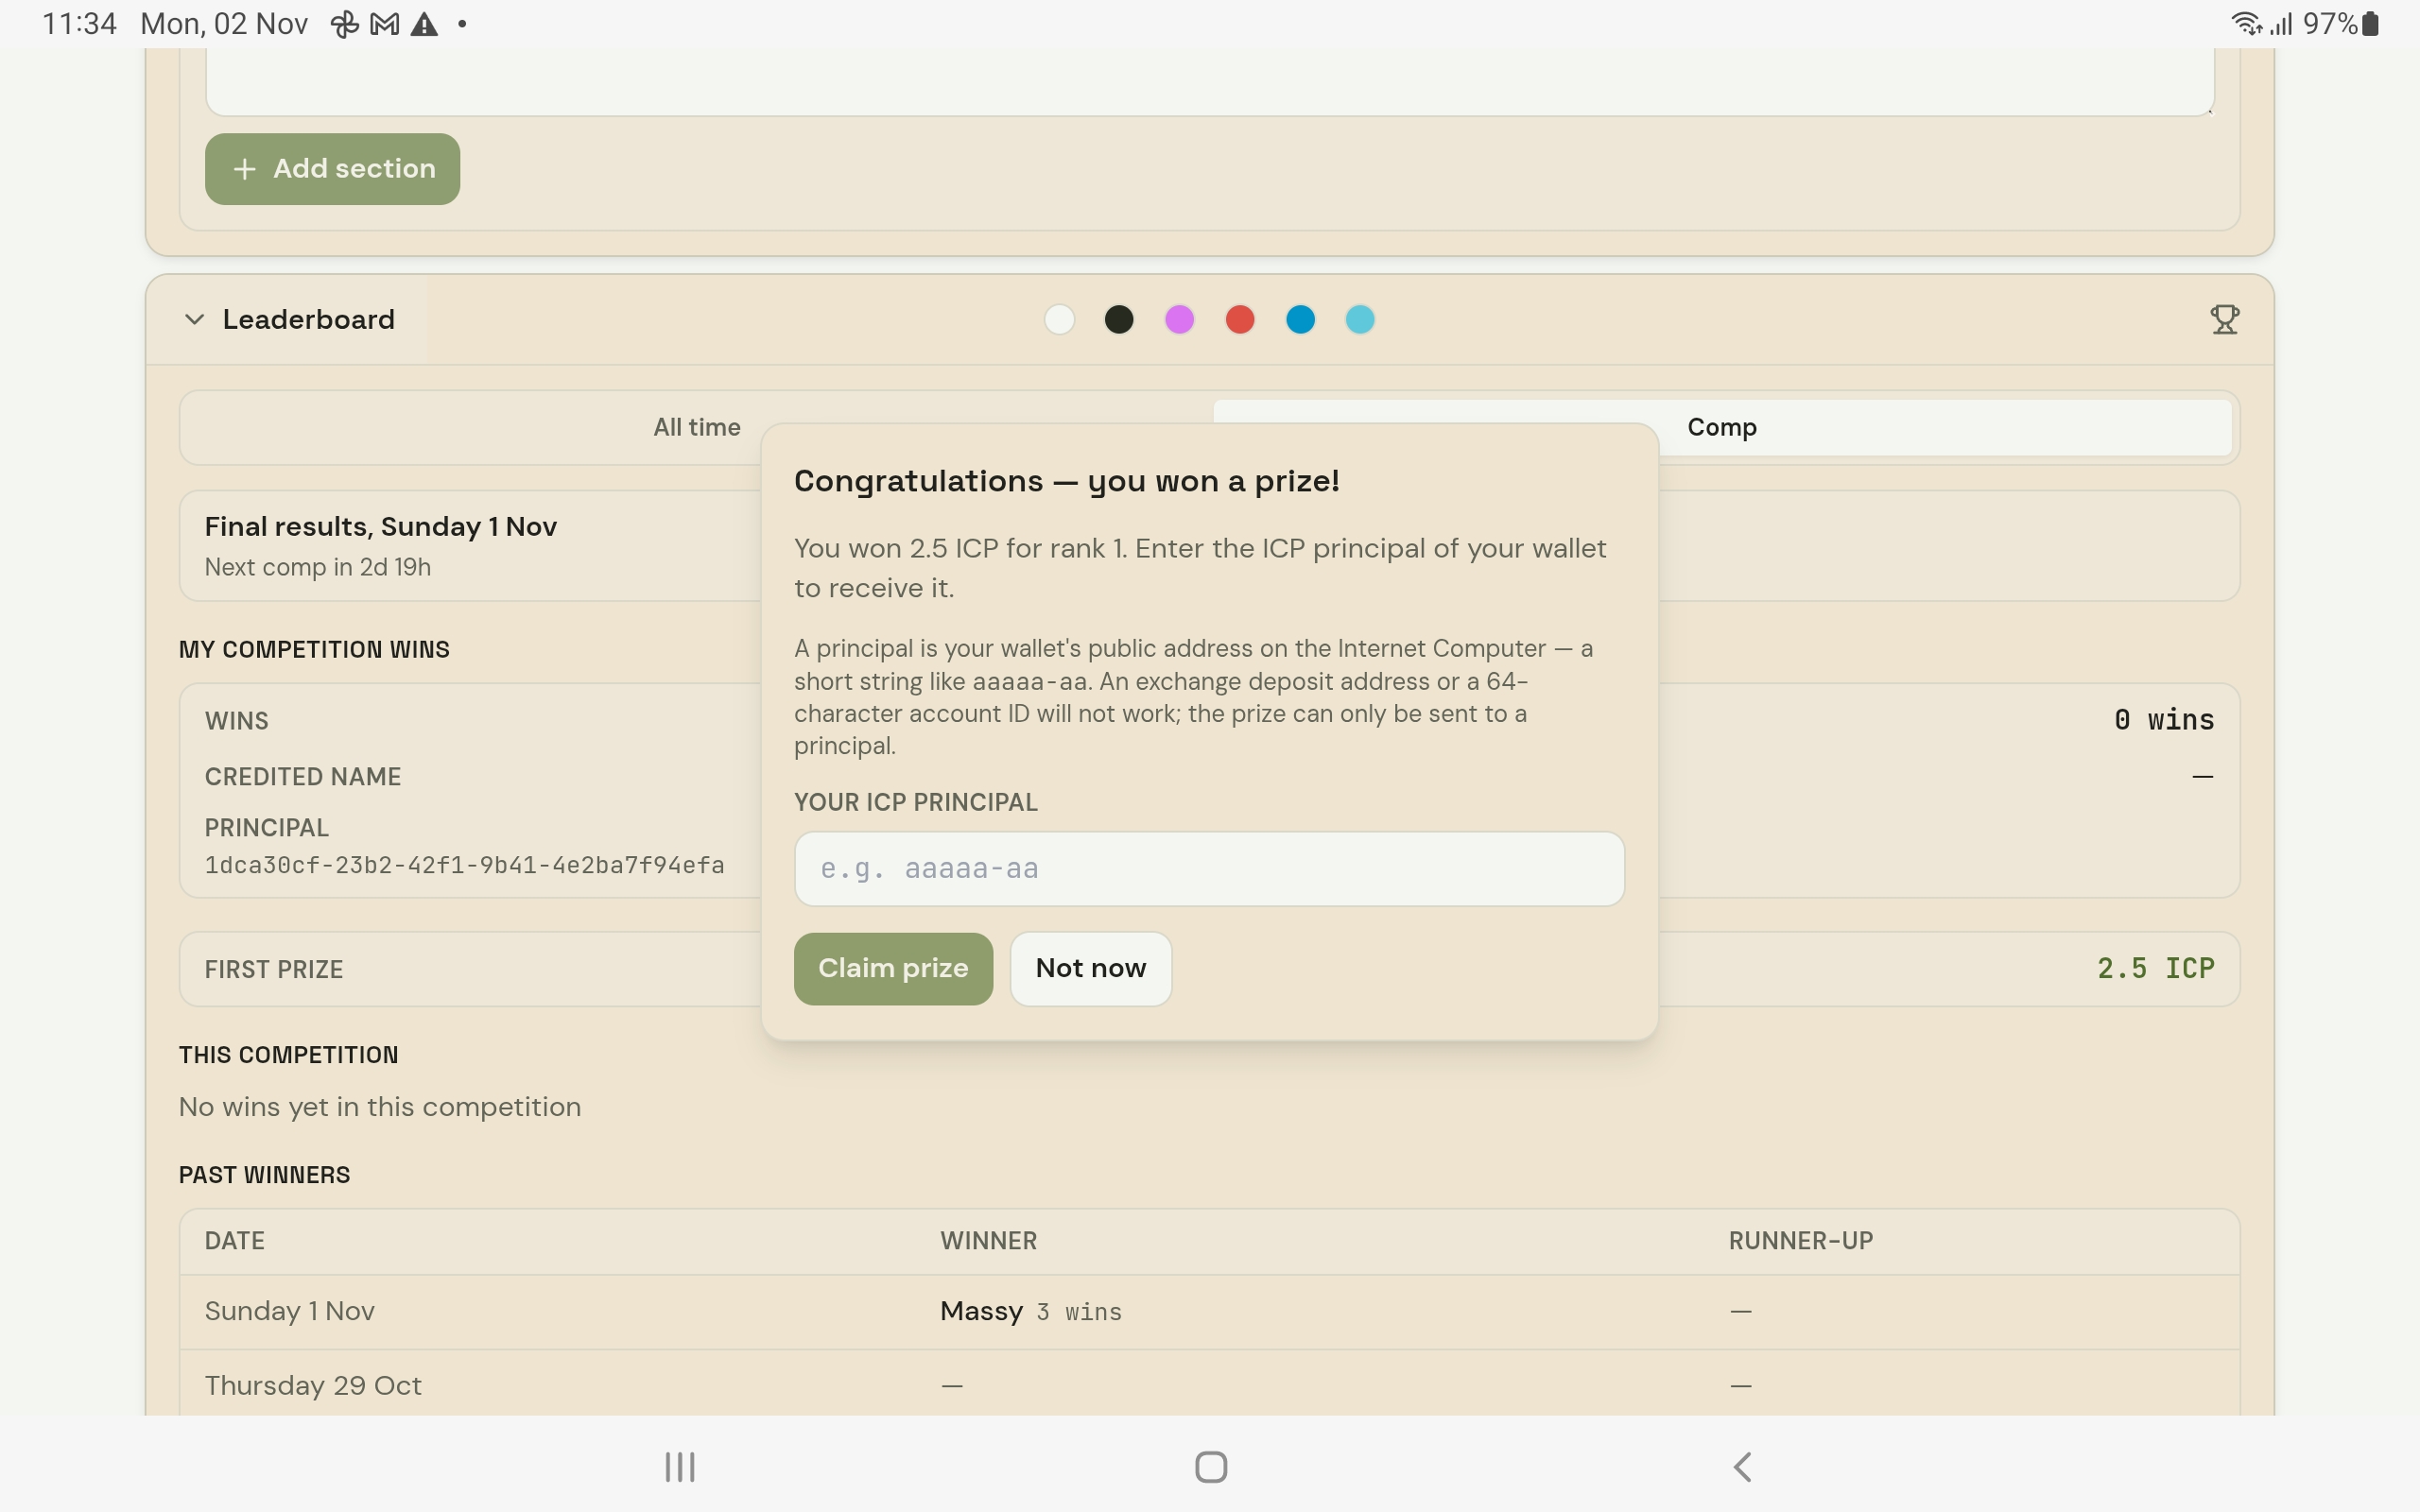 11:34 Mon, 02 Nov
97%
Add section
Leaderboard
All time
Comp
Final results, Sunday 1 Nov
Next comp in 2d 19h
MY COMPETITION WINS
WINS
0 wins
CREDITED NAME
—
PRINCIPAL
1dca30cf-23b2-42f1-9b41-4e2ba7f94efa
FIRST PRIZE
2.5 ICP
Congratulations — you won a prize!
You won 2.5 ICP for rank 1. Enter the ICP principal of your wallet
to receive it.
A principal is your wallet's public address on the Internet Computer — a
short string like aaaaa-aa. An exchange deposit address or a 64-
character account ID will not work; the prize can only be sent to a
principal.
YOUR ICP PRINCIPAL
e.g. aaaaa-aa
Claim prize
Not now
THIS COMPETITION
No wins yet in this competition
PAST WINNERS
DATE WINNER RUNNER-UP
Sunday 1 Nov Massy 3 wins —
Thursday 29 Oct — —